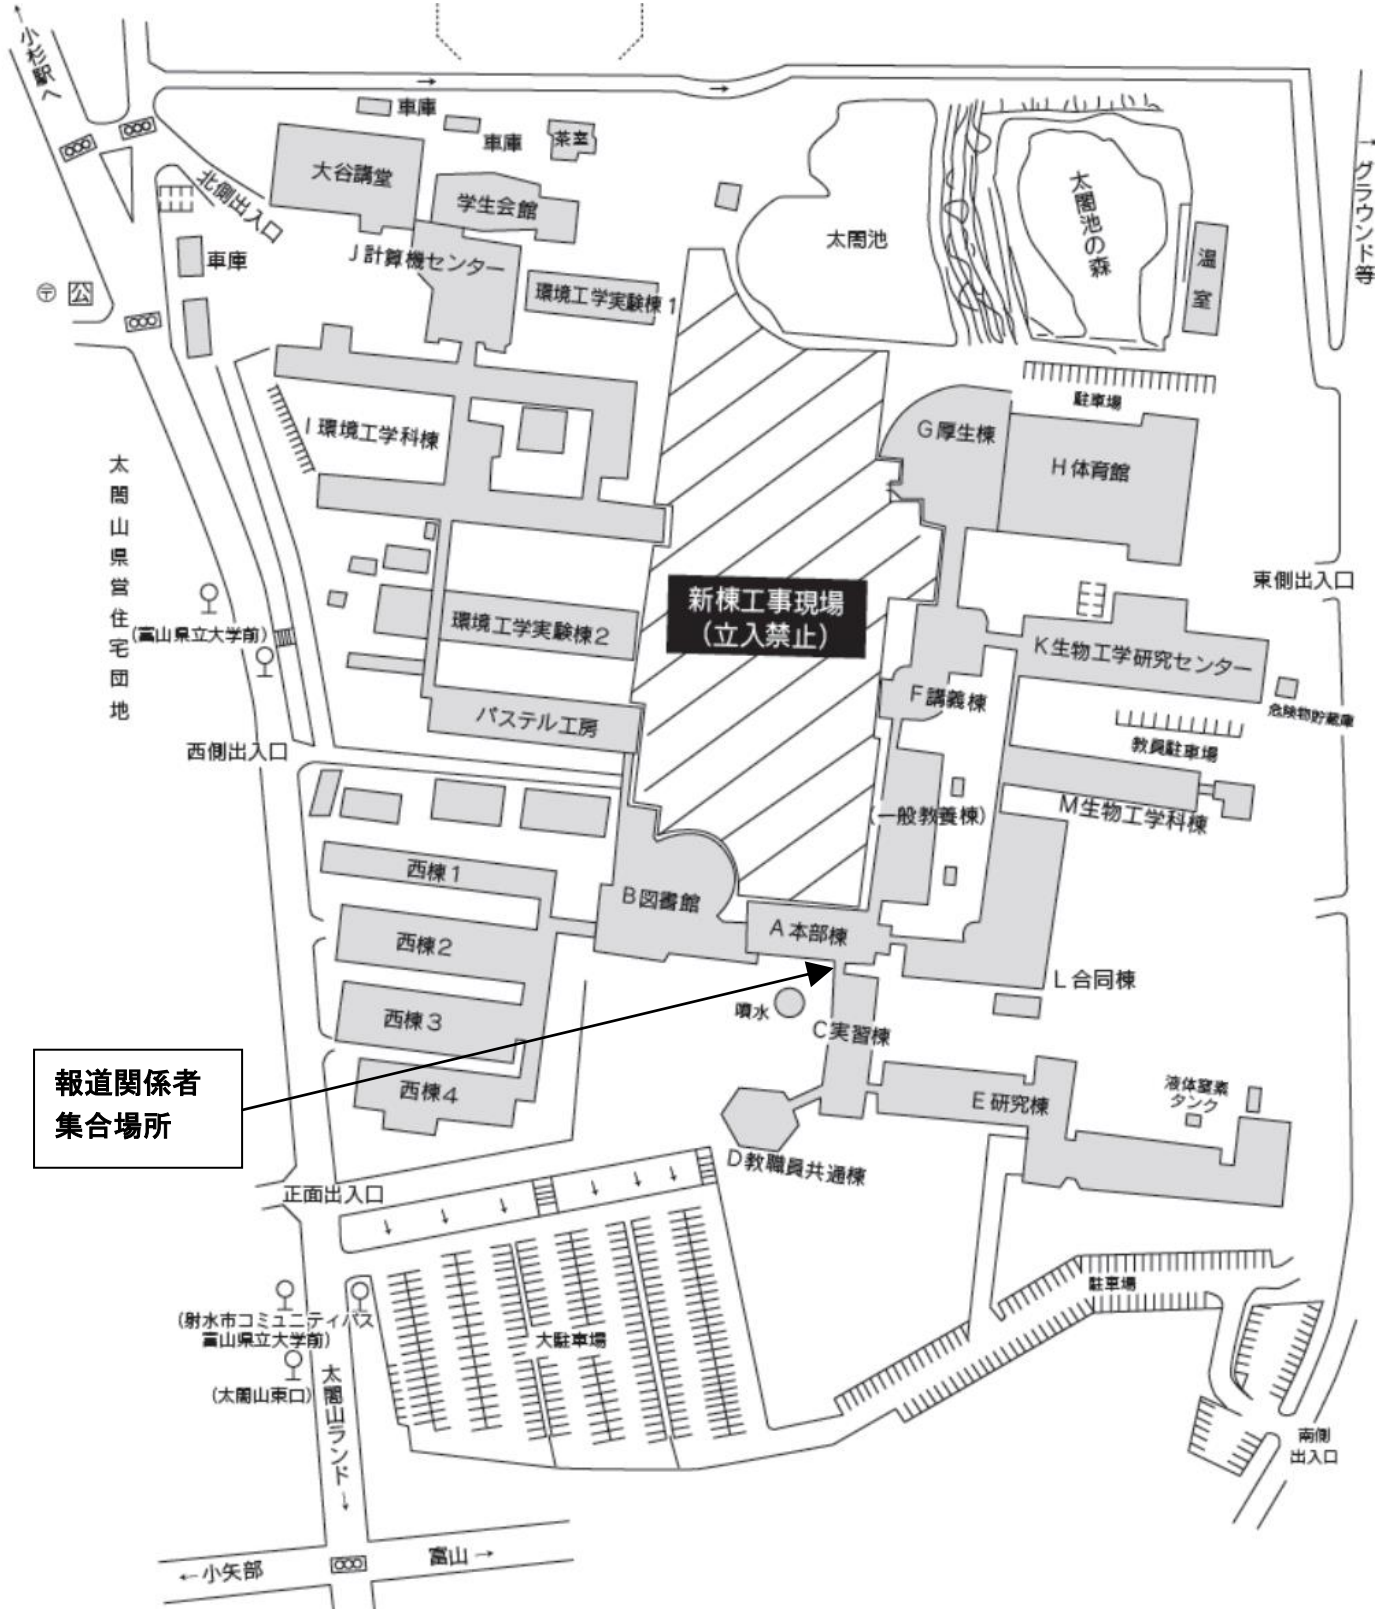 小杉駅へ
車庫
車庫
茶室
大谷講堂
学生会館
北側出入口
J計算機センター
車庫
〒 公
環境工学実験棟1
太閤池
太閤池の森
温室
→グラウンド等
駐車場
I 環境工学科棟
G厚生棟
H体育館
太閤山県営住宅団地
新棟工事現場
(立入禁止)
東側出入口
(富山県立大学前)
環境工学実験棟2
K生物工学研究センター
F講義棟
危険物貯蔵庫
パステル工房
教員駐車場
西側出入口
(一般教養棟)
M生物工学科棟
西棟1
B図書館
A本部棟
西棟2
L合同棟
西棟3
噴水
C実習棟
報道関係者
集合場所
西棟4
E研究棟
液体窒素
タンク
D教職員共通棟
正面出入口
駐車場
(射水市コミュニティバス
富山県立大学前)
大駐車場
(太閤山東口)
太閤山ランド→
南側
出入口
←小矢部
富山→